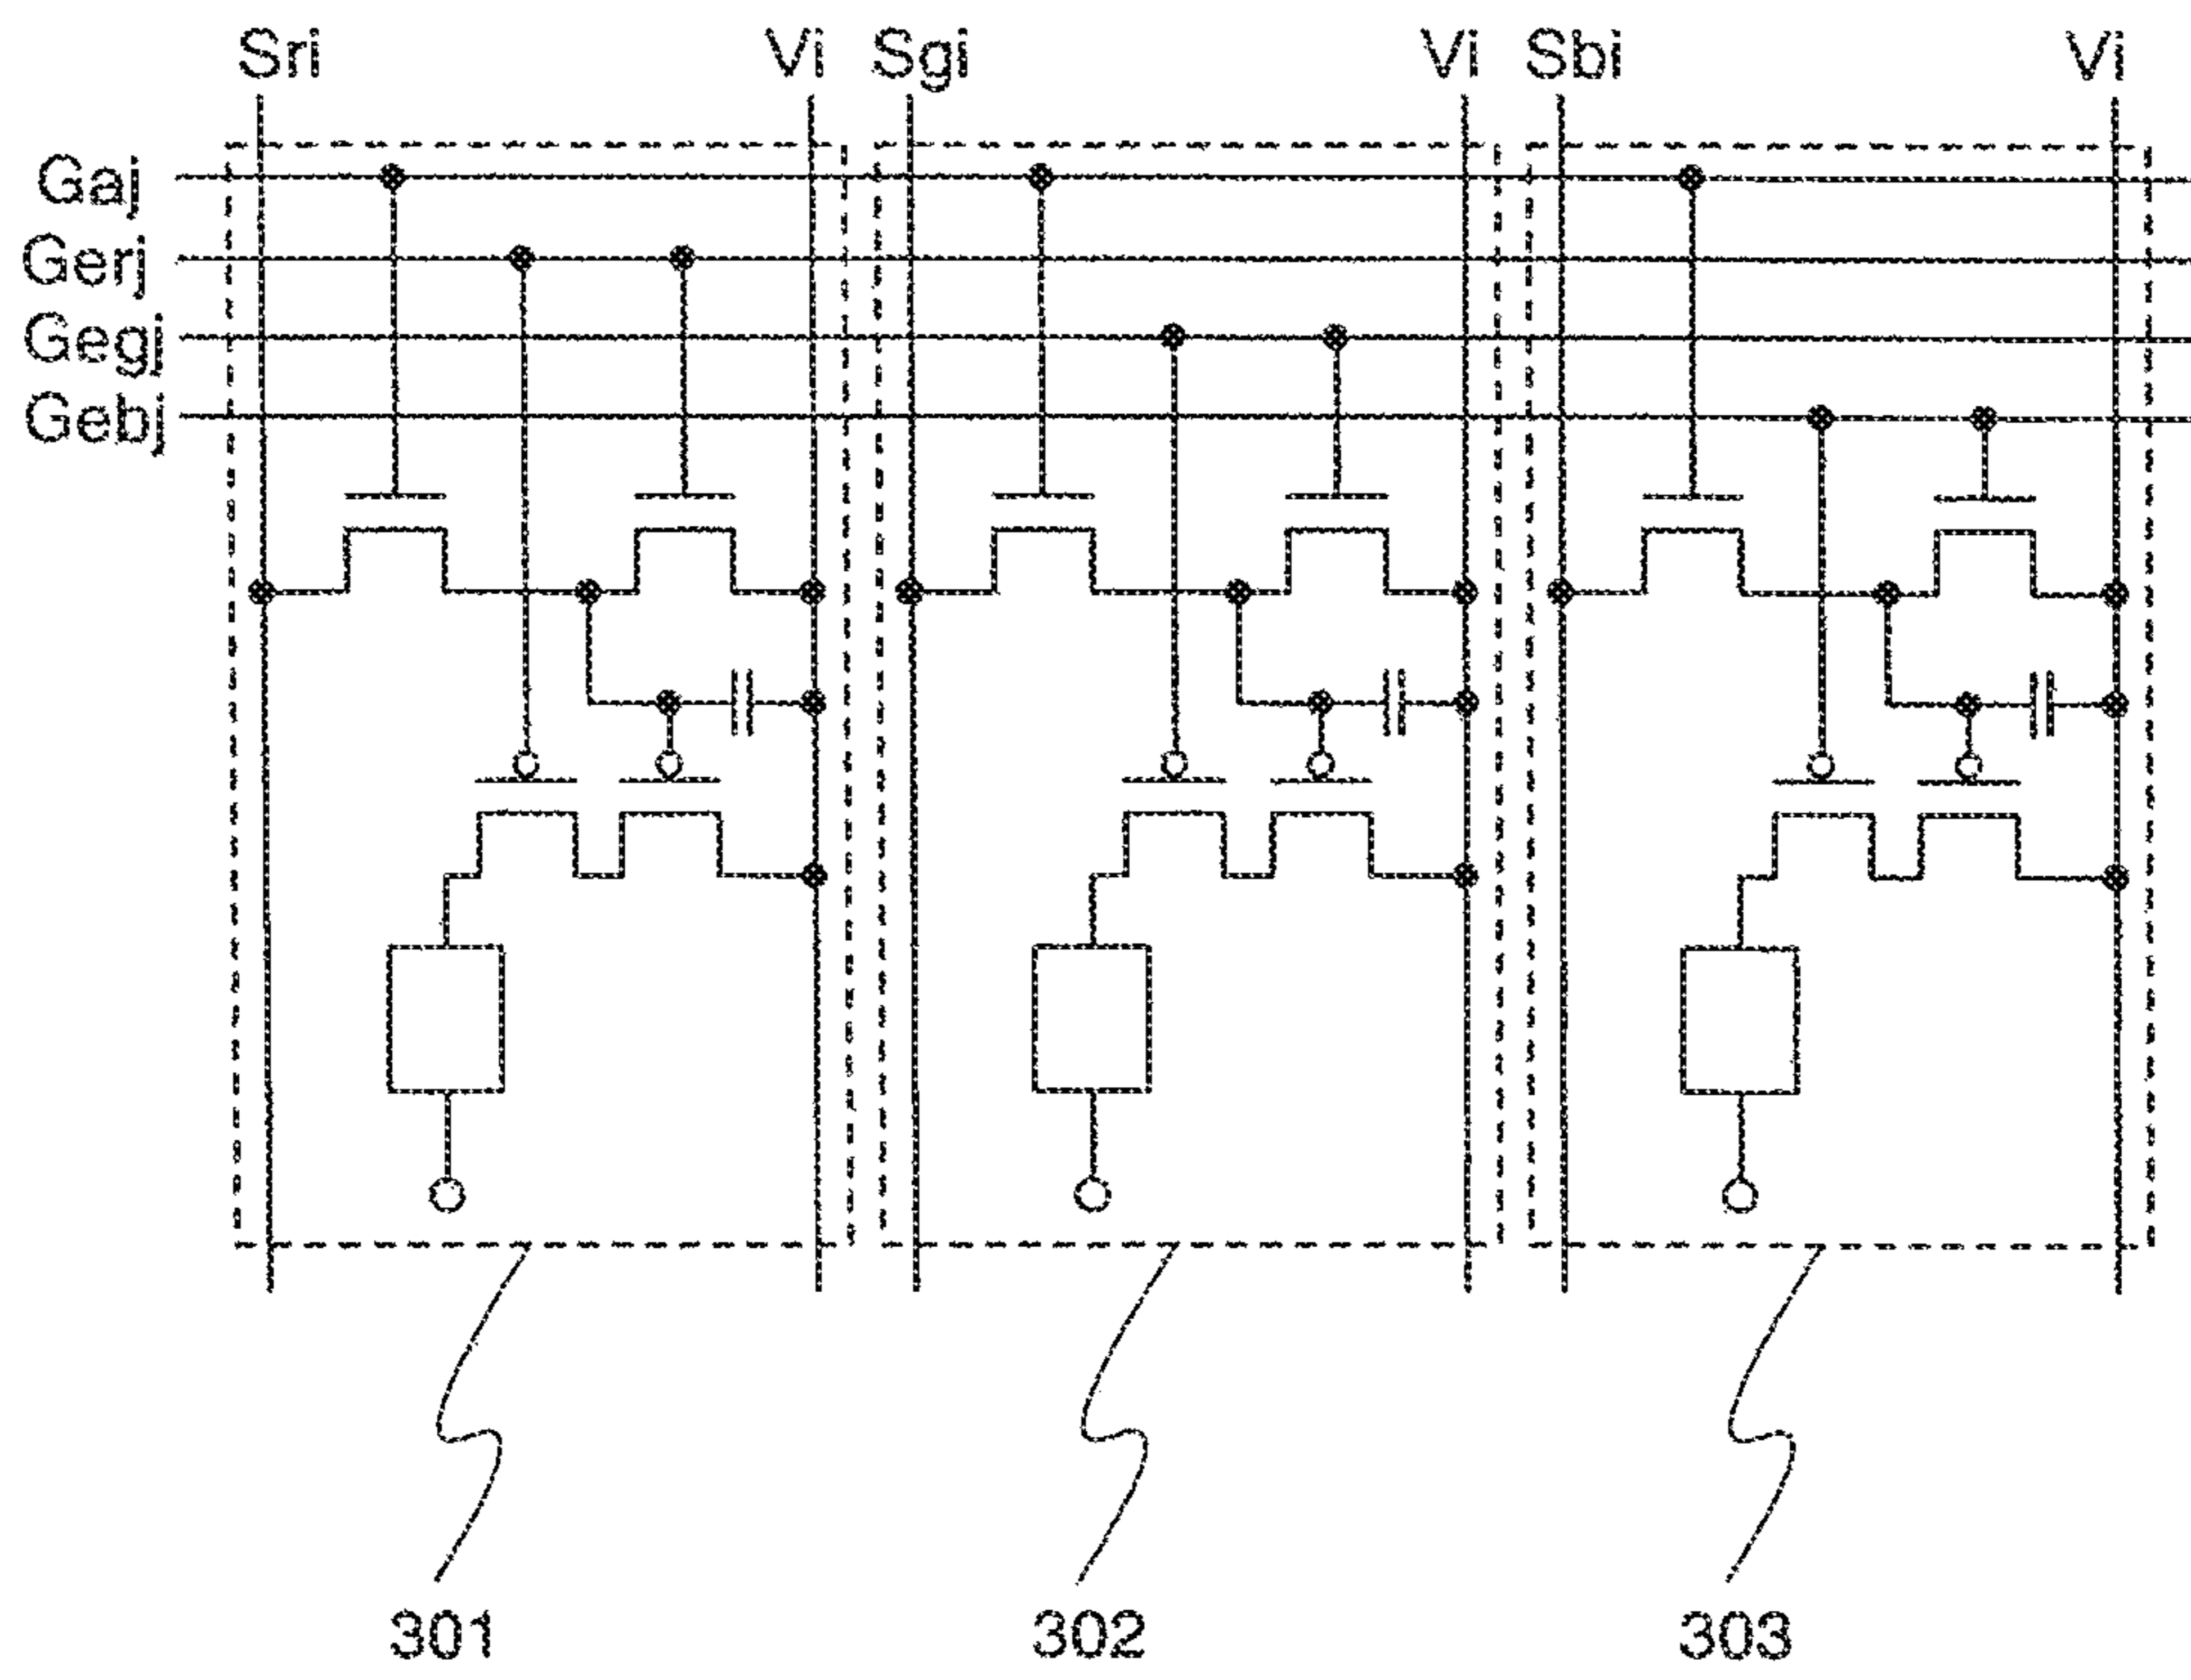 Sri Vi Sgi Vi Sbi Vi
Gaj
Gerj
Gegj
Gebj
301 302 303